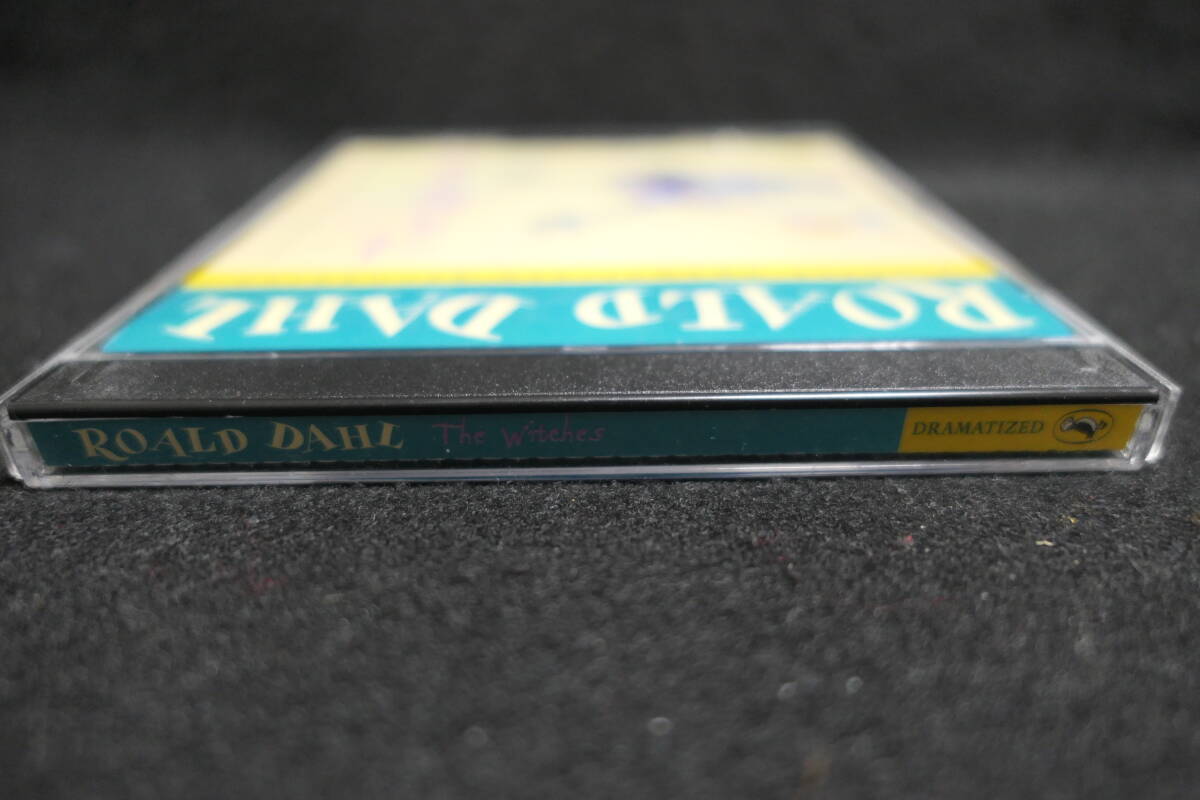 ROALD DAHL
ROALD DAHL The Witches DRAMATIZED